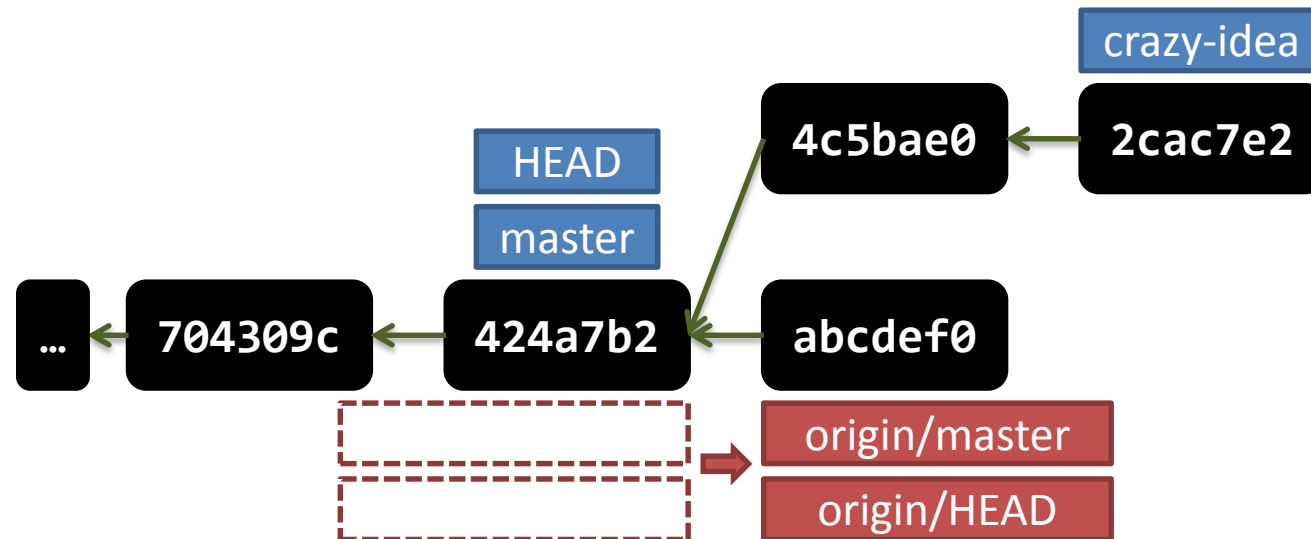 crazy-idea
4c5bae0
2cac7e2
HEAD
master
…
704309c
424a7b2
abcdef0
origin/master
origin/HEAD